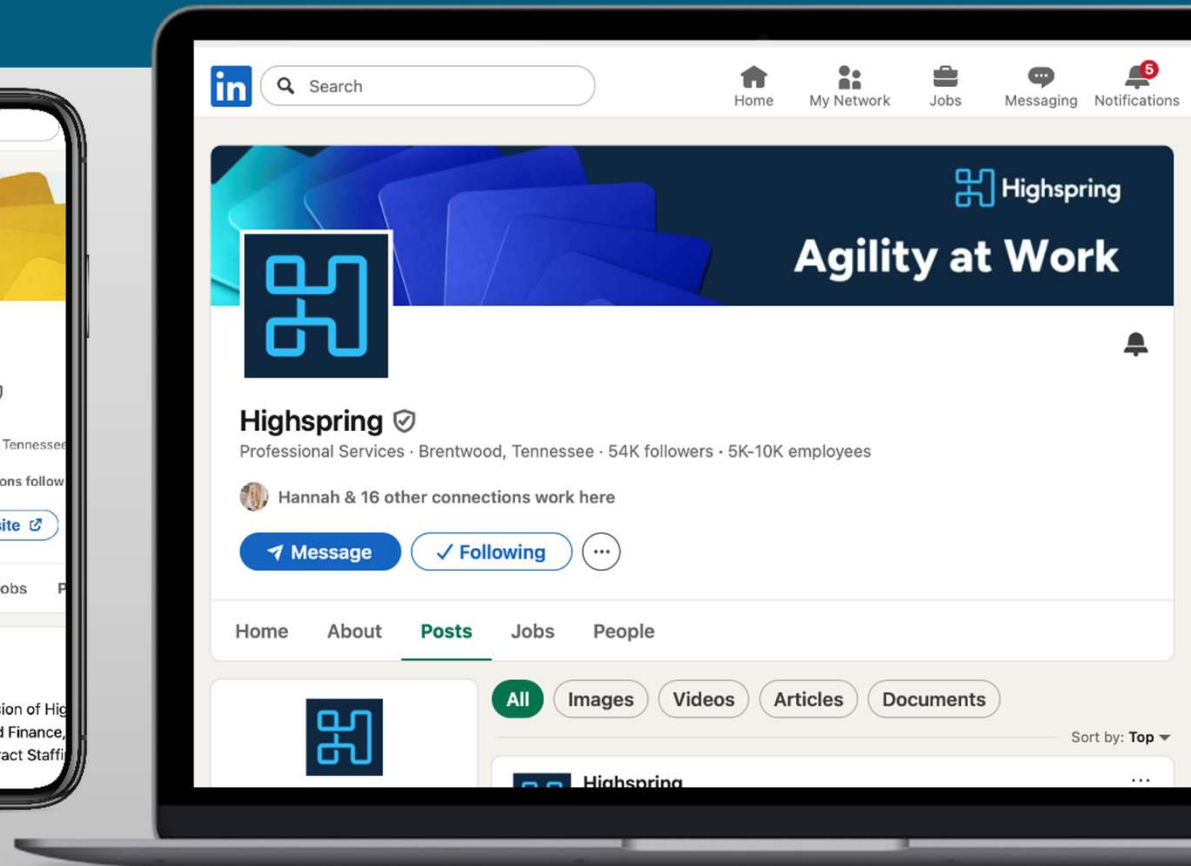 in
Search
Home
My Network
Jobs
Messaging
5
Notifications
Highspring
Agility at Work
Highspring
Professional Services · Brentwood, Tennessee · 54K followers · 5K-10K employees
Hannah & 16 other connections work here
Message
Following
Home
About
Posts
Jobs
People
All
Images
Videos
Articles
Documents
Sort by: Top
Highspring
Tennessee
ons follow
site
obs
P
ion of Hig
d Finance,
act Staffi